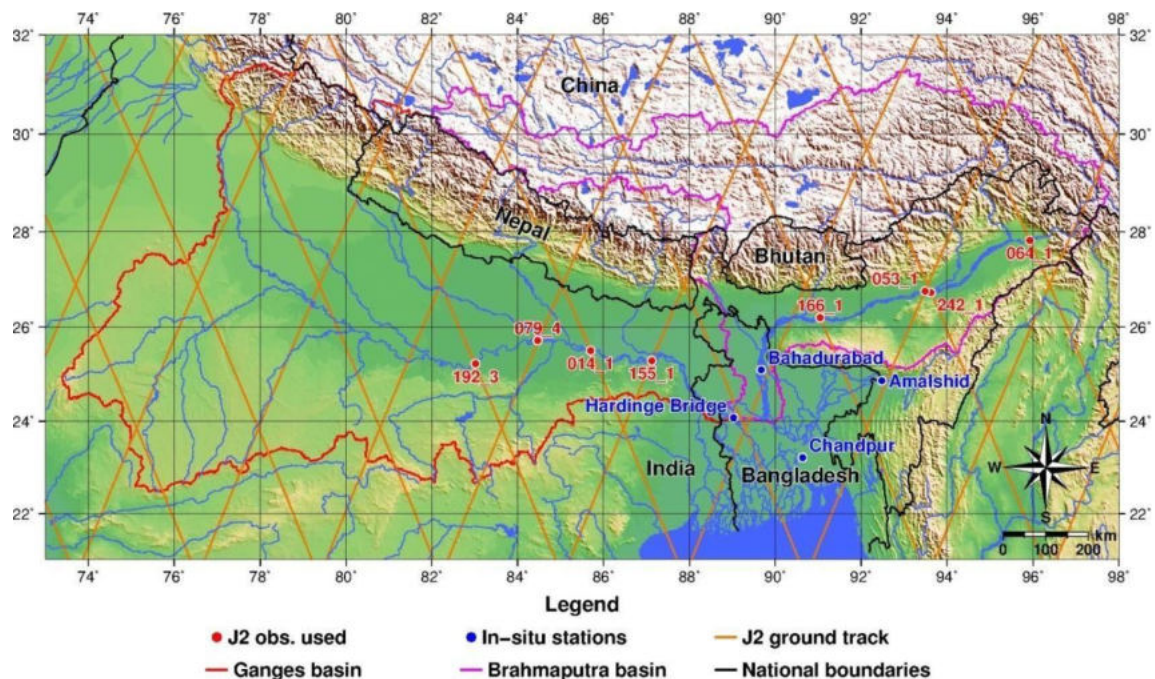 74° 76° 78° 80° 82° 84° 86° 88° 90° 92° 94° 96° 98°
32° 32°
China
30° 30°
28° Nepal Bhutan 064_1 28°
053_1
166_1 242_1
26° 079_4 26°
192_3 014_1 155_1 Bahadurabad
Amalshid
Hardinge Bridge
24° 24°
Chandpur N
India Bangladesh W E
22° S 22°
km
0 100 200
74° 76° 78° 80° 82° 84° 86° 88° 90° 92° 94° 96° 98°
Legend
J2 obs. used In-situ stations J2 ground track
Ganges basin Brahmaputra basin National boundaries